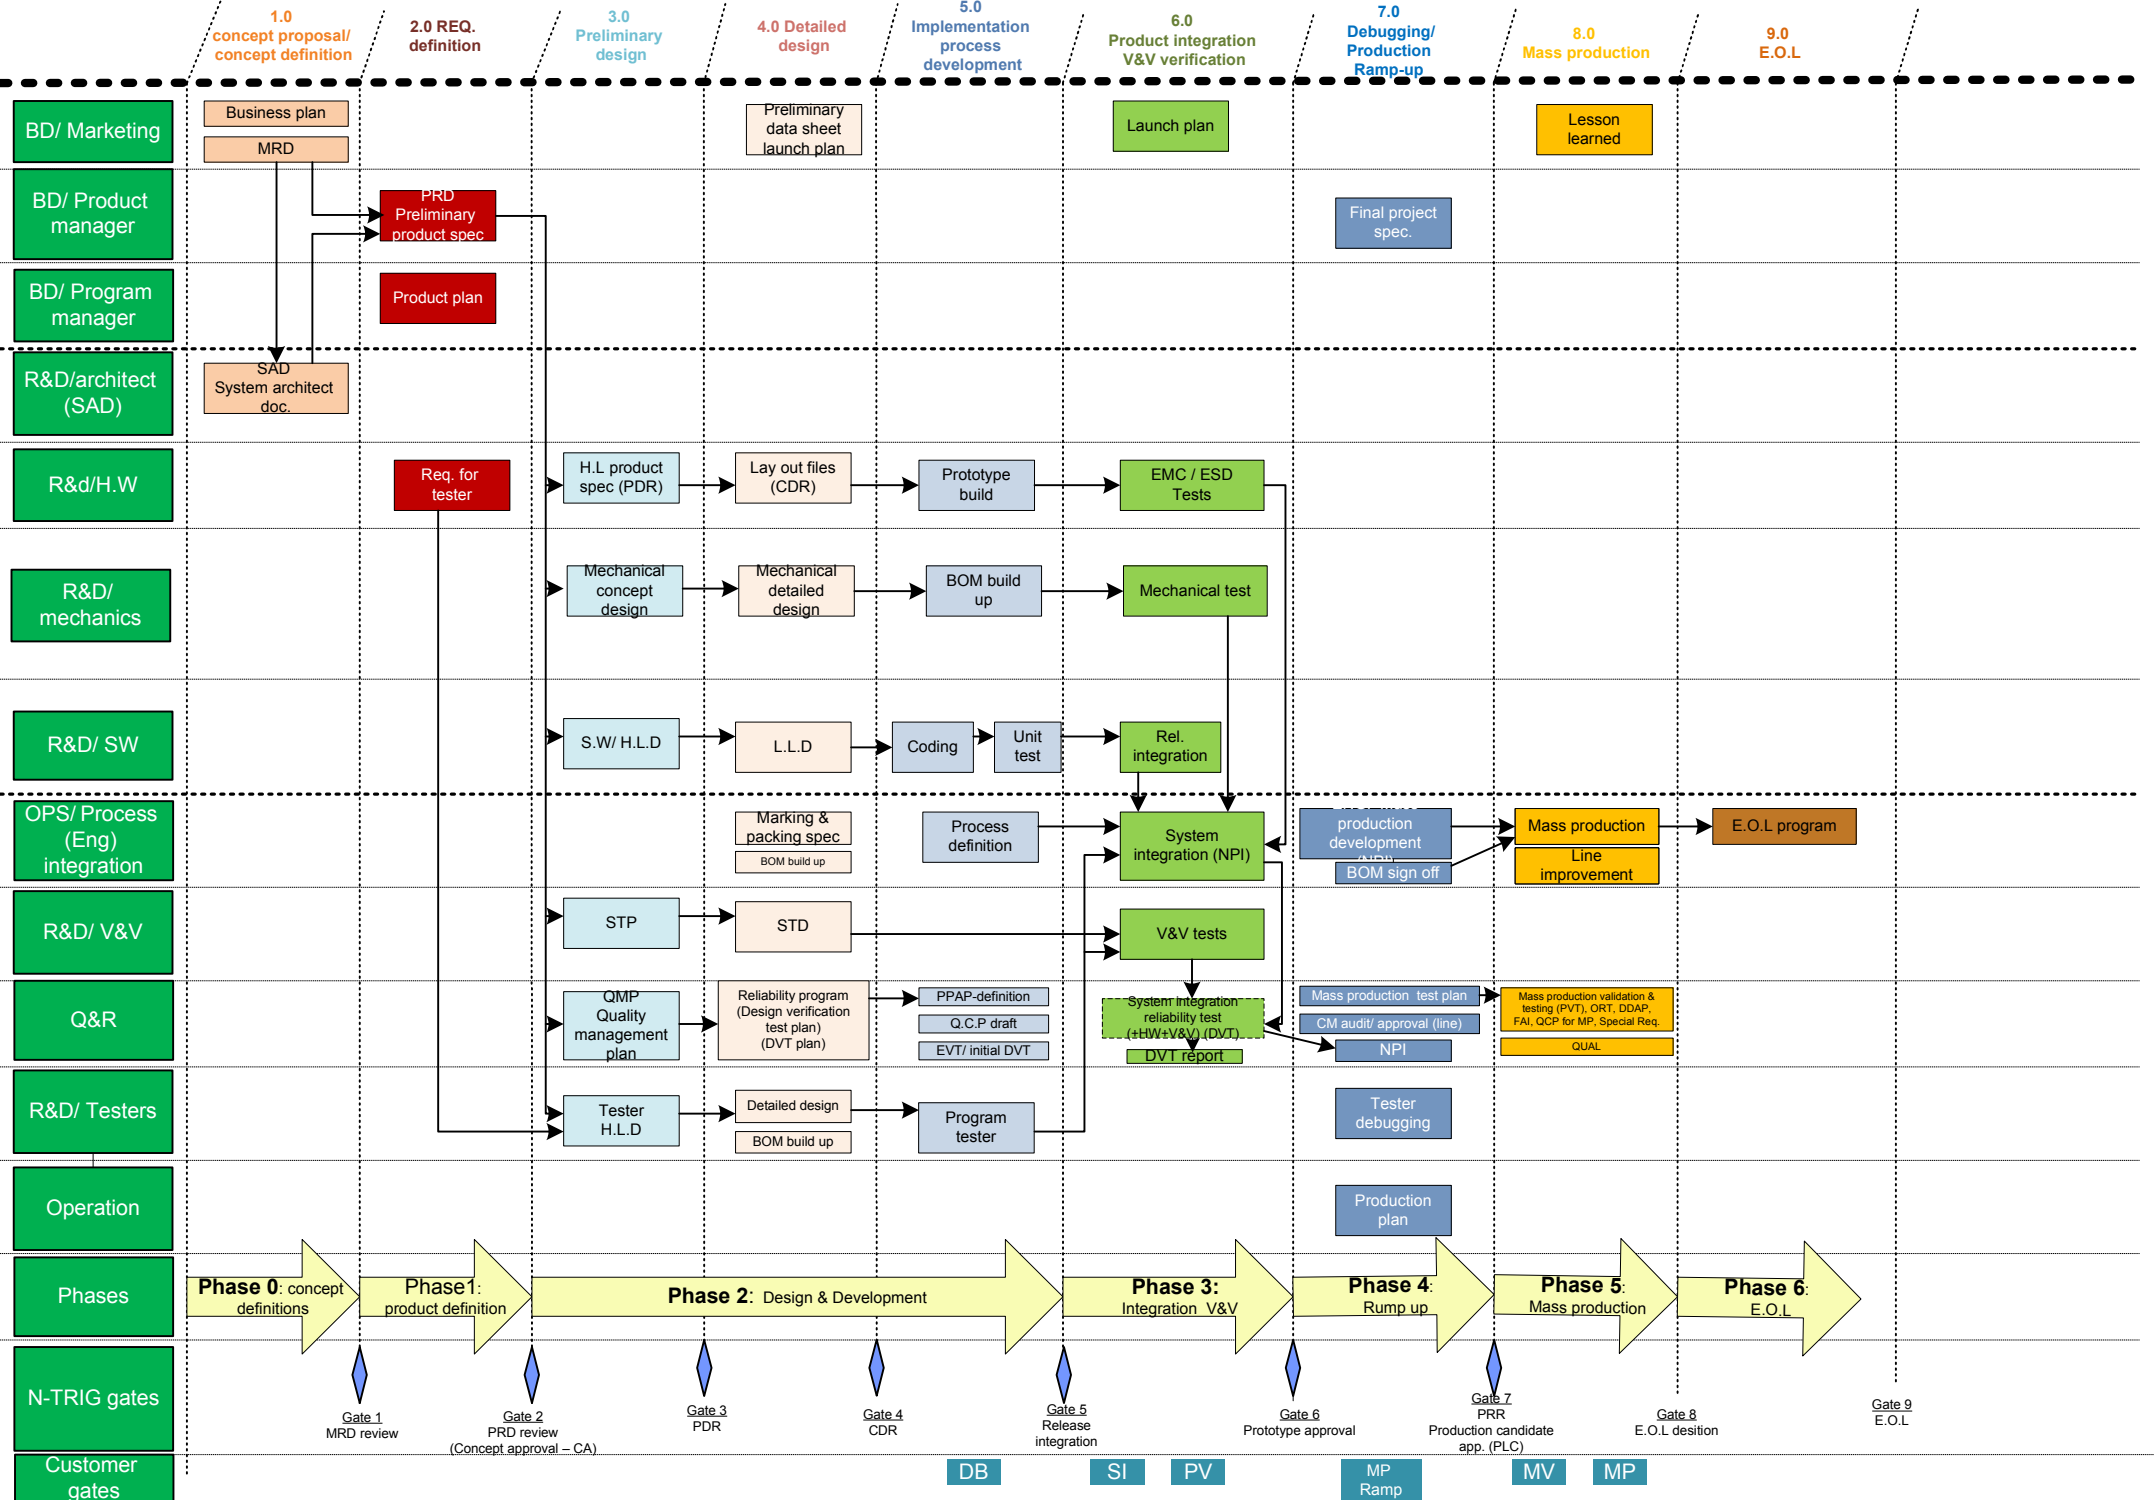 1.0
concept proposal/
concept definition
2.0 REQ.
definition
3.0
Preliminary
design
4.0 Detailed
design
5.0
Implementation
process
development
6.0
Product integration
V&V verification
7.0
Debugging/
Production
Ramp-up
8.0
Mass production
9.0
E.O.L
BD/ Marketing
Business plan
MRD
Preliminary
data sheet
launch plan
Launch plan
Lesson
learned
BD/ Product
manager
PRD
Preliminary
product spec
Final project
spec.
BD/ Program
manager
Product plan
R&D/architect
(SAD)
SAD
System architect
doc.
R&d/H.W
Req. for
tester
H.L product
spec (PDR)
Lay out files
(CDR)
Prototype
build
EMC / ESD
Tests
R&D/
mechanics
Mechanical
concept
design
Mechanical
detailed
design
BOM build
up
Mechanical test
R&D/ SW
S.W/ H.L.D
L.L.D
Coding
Unit
test
Rel.
integration
OPS/ Process
(Eng)
integration
Marking &
packing spec
BOM build up
Process
definition
System
integration (NPI)
production
development
(NPI)
BOM sign off
Mass production
Line
improvement
E.O.L program
R&D/ V&V
STP
STD
V&V tests
Q&R
QMP
Quality
management
plan
Reliability program
(Design verification
test plan)
(DVT plan)
PPAP-definition
Q.C.P draft
EVT/ initial DVT
System integration
reliability test
(+HW+V&V) (DVT)
DVT report
Mass production  test plan
CM audit/ approval (line)
NPI
Mass production validation &
testing (PVT), ORT, DDAP,
FAI, QCP for MP, Special Req.
QUAL
R&D/ Testers
Tester
H.L.D
Detailed design
BOM build up
Program
tester
Tester
debugging
Operation
Production
plan
Phases
Phase 0: concept
definitions
Phase1:
product definition
Phase 2:  Design & Development
Phase 3:
Integration  V&V
Phase 4:
Rump up
Phase 5:
Mass production
Phase 6:
E.O.L
N-TRIG gates
Gate 1
MRD review
Gate 2
PRD review
(Concept approval – CA)
Gate 3
PDR
Gate 4
CDR
Gate 5
Release
integration
Gate 6
Prototype approval
Gate 7
PRR
Production candidate
app. (PLC)
Gate 8
E.O.L desition
Gate 9
E.O.L
Customer
gates
DB
SI
PV
MP
Ramp
MV
MP